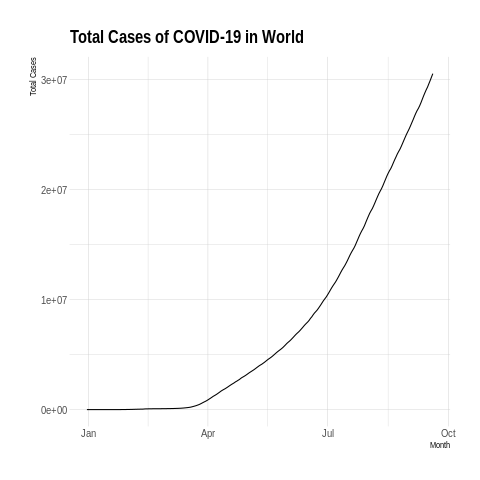 Total Cases of COVID-19 in World
Total Cases
3e+07
2e+07
1e+07
0e+00
Jan Apr Jul Oct
Month